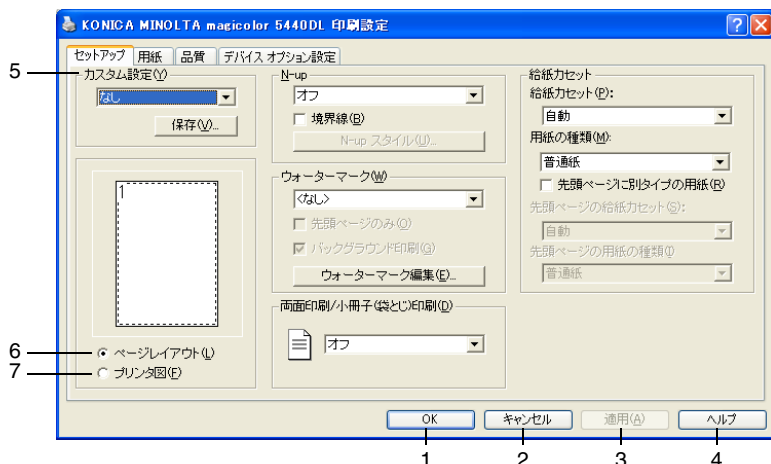 KONICA MINOLTA magicolor 5440DL 印刷設定
セットアップ 用紙 品質 デバイス オプション設定
5
カスタム設定(Y)
なし
保存(V)...
1
6
ページレイアウト(L)
7
プリンタ図(F)
N-up
オフ
境界線(B)
N-up スタイル(U)...
ウォーターマーク(W)
<なし>
先頭ページのみ(O)
バックグラウンド印刷(G)
ウォーターマーク編集(E)...
両面印刷/小冊子(袋とじ)印刷(D)
オフ
給紙カセット
給紙カセット(P):
自動
用紙の種類(M):
普通紙
先頭ページに別タイプの用紙(R)
先頭ページの給紙カセット(S):
自動
先頭ページの用紙の種類(I)
普通紙
OK キャンセル 適用(A) ヘルプ
1 2 3 4